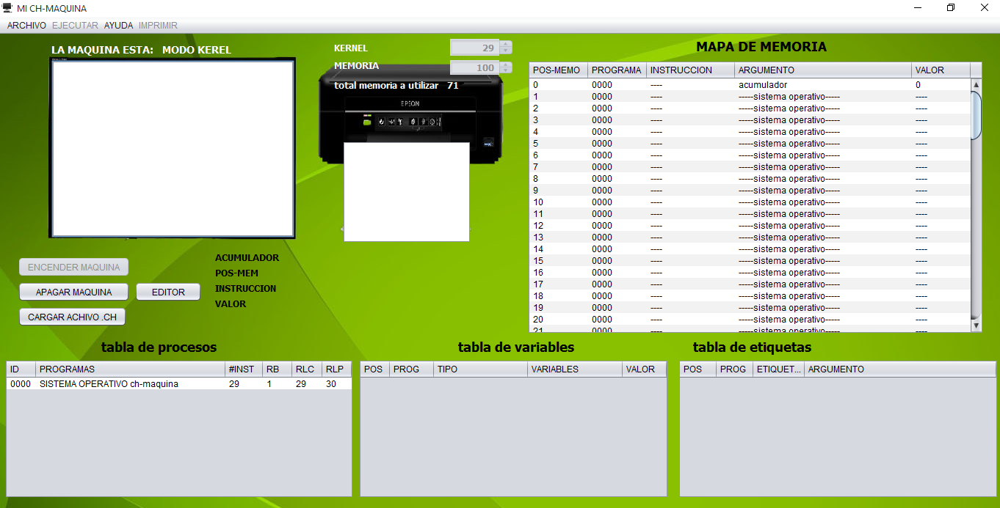 MI CH-MAQUINA
ARCHIVO EJECUTAR AYUDA IMPRIMIR
LA MAQUINA ESTA: MODO KEREL
KERNEL 29
MEMORIA 100
total memoria a utilizar 71
EPSON
MAPA DE MEMORIA
POS-MEMO PROGRAMA INSTRUCCION ARGUMENTO VALOR
0 0000 ---- acumulador 0
1 0000 ---- -----sistema operativo----- ----
2 0000 ---- -----sistema operativo----- ----
3 0000 ---- -----sistema operativo----- ----
4 0000 ---- -----sistema operativo----- ----
5 0000 ---- -----sistema operativo----- ----
6 0000 ---- -----sistema operativo----- ----
7 0000 ---- -----sistema operativo----- ----
8 0000 ---- -----sistema operativo----- ----
9 0000 ---- -----sistema operativo----- ----
10 0000 ---- -----sistema operativo----- ----
11 0000 ---- -----sistema operativo----- ----
12 0000 ---- -----sistema operativo----- ----
13 0000 ---- -----sistema operativo----- ----
14 0000 ---- -----sistema operativo----- ----
15 0000 ---- -----sistema operativo----- ----
16 0000 ---- -----sistema operativo----- ----
17 0000 ---- -----sistema operativo----- ----
18 0000 ---- -----sistema operativo----- ----
19 0000 ---- -----sistema operativo----- ----
20 0000 ---- -----sistema operativo----- ----
21 0000 ---- -----sistema operativo----- ----
ENCENDER MAQUINA
APAGAR MAQUINA EDITOR
CARGAR ACHIVO .CH
ACUMULADOR
POS-MEM
INSTRUCCION
VALOR
tabla de procesos
ID PROGRAMAS #INST RB RLC RLP
0000 SISTEMA OPERATIVO ch-maquina 29 1 29 30
tabla de variables
POS PROG TIPO VARIABLES VALOR
tabla de etiquetas
POS PROG ETIQUET... ARGUMENTO